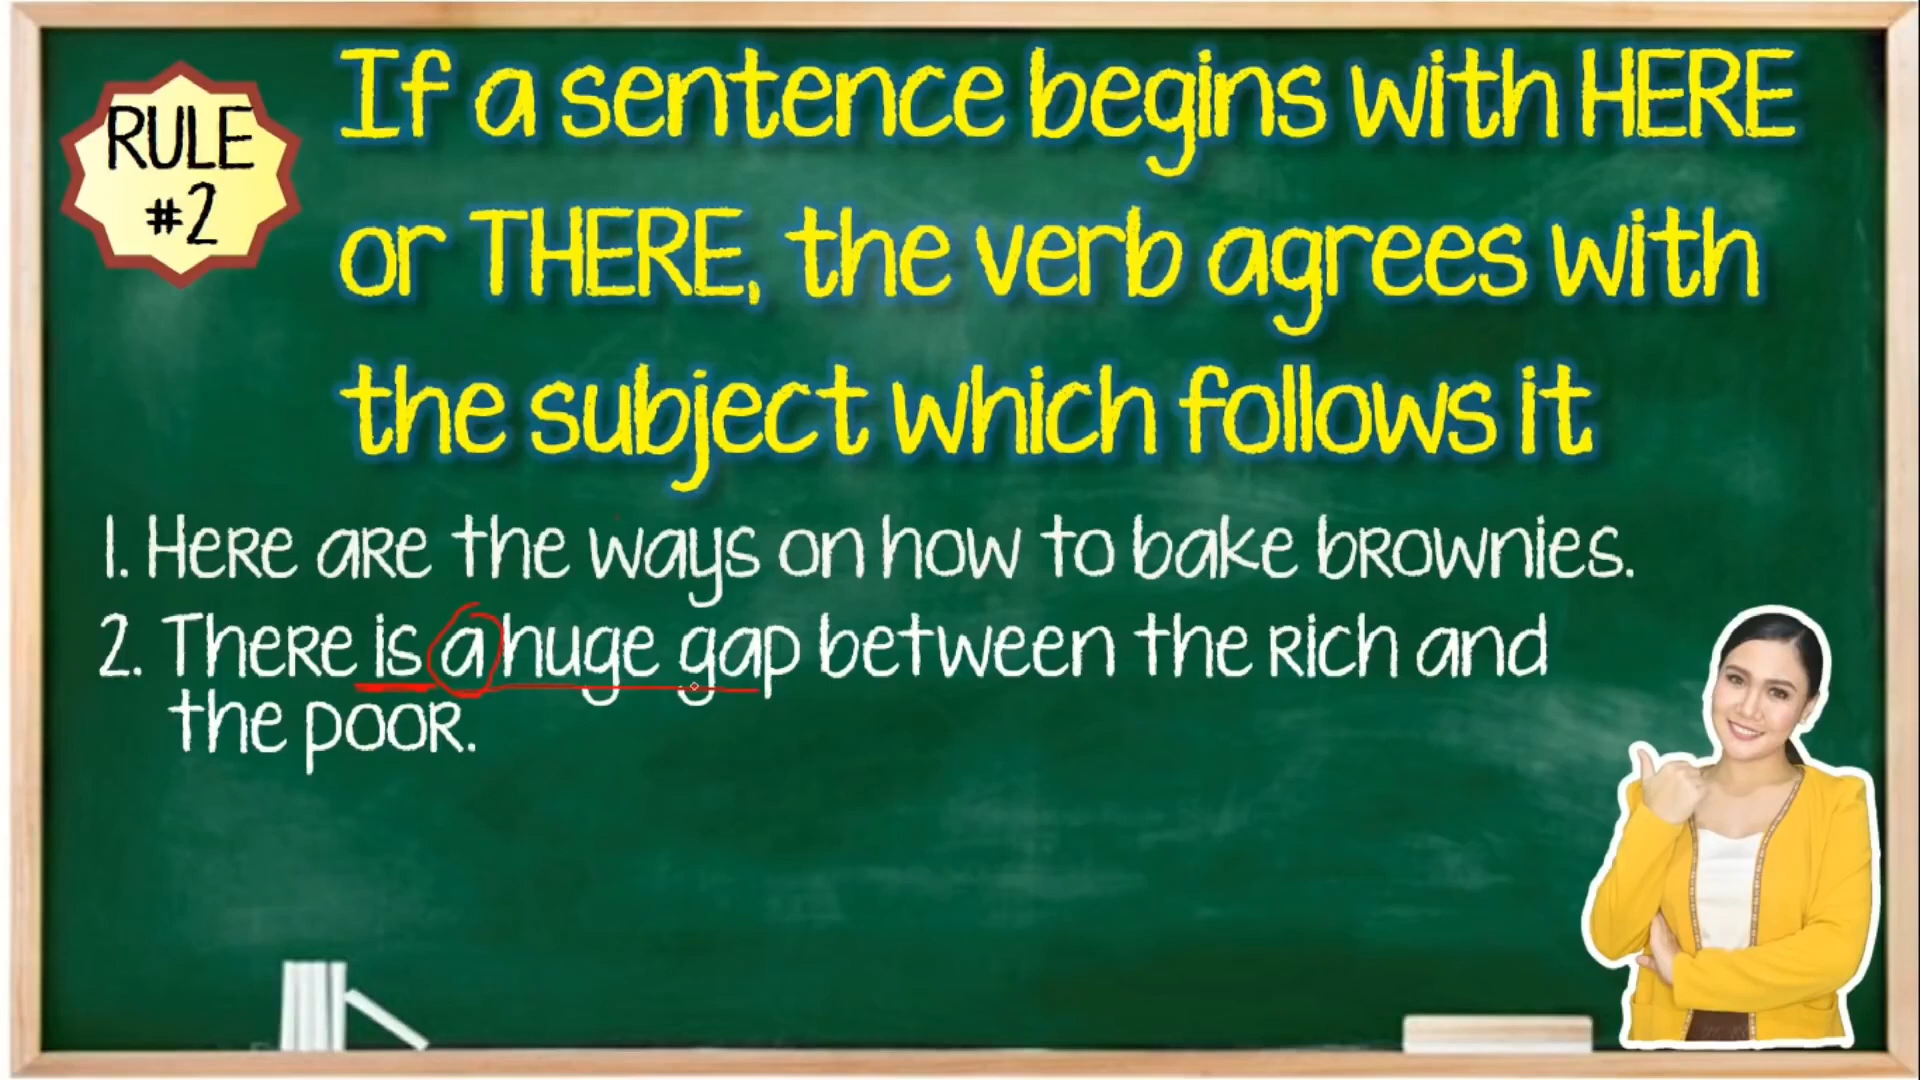 RULE
#2
If a sentence begins with HERE
or THERE, the verb agrees with
the subject which follows it
1. Here are the ways on how to bake brownies.
2. There is a huge gap between the rich and
the poor.